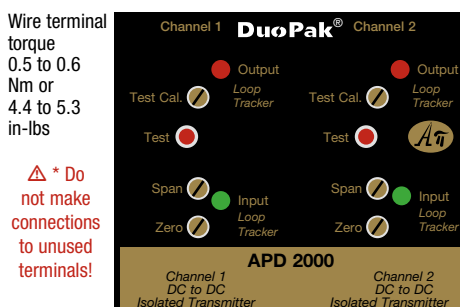 Wire terminal
torque
0.5 to 0.6
Nm or
4.4 to 5.3
in-lbs
⚠ * Do
not make
connections
to unused
terminals!
Channel 1 DuoPak® Channel 2
Output Output
Loop Loop
Tracker Tracker
Test Cal. Test Cal.
Test Test
Aπ
Span Span
Input Input
Loop Loop
Tracker Tracker
Zero Zero
APD 2000
Channel 1 Channel 2
DC to DC DC to DC
Isolated Transmitter Isolated Transmitter